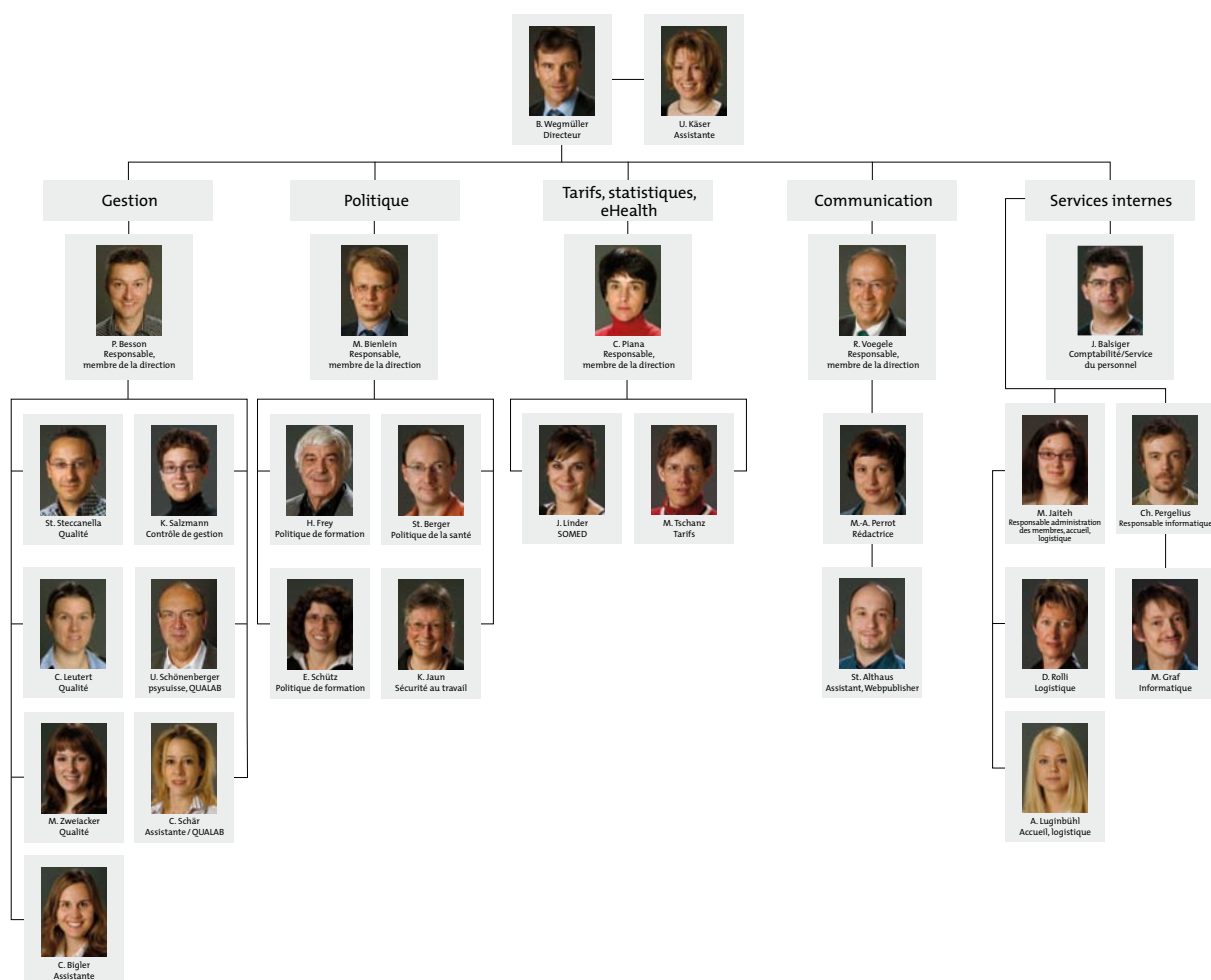 B. Wegmüller
Directeur
U. Käser
Assistante
Gestion
Politique
Tarifs, statistiques,
eHealth
Communication
Services internes
P. Besson
Responsable,
membre de la direction
M. Bienlein
Responsable,
membre de la direction
C. Piana
Responsable,
membre de la direction
R. Voegele
Responsable,
membre de la direction
J. Balsiger
Comptabilité/Service
du personnel
St. Steccanella
Qualité
K. Salzmann
Contrôle de gestion
H. Frey
Politique de formation
St. Berger
Politique de la santé
J. Linder
SOMED
M. Tschanz
Tarifs
M.-A. Perrot
Rédactrice
M. Jaiteh
Responsable administration
des membres, accueil,
logistique
Ch. Pergelius
Responsable informatique
C. Leutert
Qualité
U. Schönenberger
psysuisse, QUALAB
E. Schütz
Politique de formation
K. Jaun
Sécurité au travail
St. Althaus
Assistant, Webpublisher
D. Rolli
Logistique
M. Graf
Informatique
M. Zweiacker
Qualité
C. Schär
Assistante / QUALAB
A. Luginbühl
Accueil, logistique
C. Bigler
Assistante